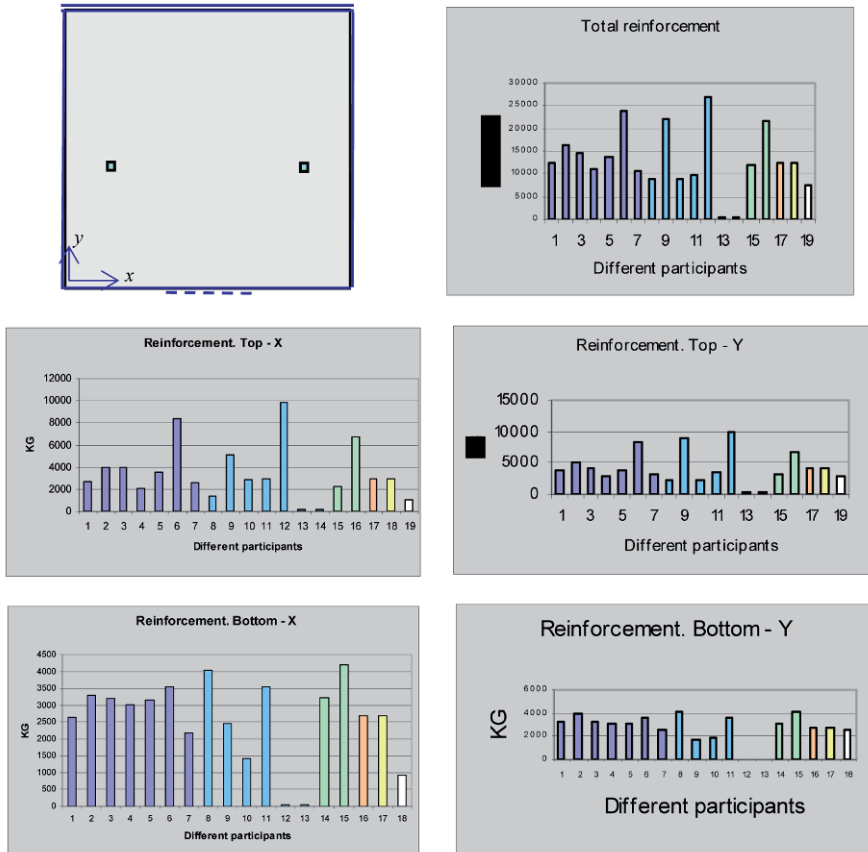 y
x
Total reinforcement
30000
25000
20000
15000
10000
5000
0
1 3 5 7 9 11 13 15 17 19
Different participants
Reinforcement. Top - X
KG
12000
10000
8000
6000
4000
2000
0
1 2 3 4 5 6 7 8 9 10 11 12 13 14 15 16 17 18 19
Different participants
Reinforcement. Top - Y
15000
10000
5000
0
1 3 5 7 9 11 13 15 17 19
Different participants
Reinforcement. Bottom - X
KG
4500
4000
3500
3000
2500
2000
1500
1000
500
0
1 2 3 4 5 6 7 8 9 10 11 12 13 14 15 16 17 18
Different participants
Reinforcement. Bottom - Y
KG
6000
4000
2000
0
1 2 3 4 5 6 7 8 9 10 11 12 13 14 15 16 17 18
Different participants